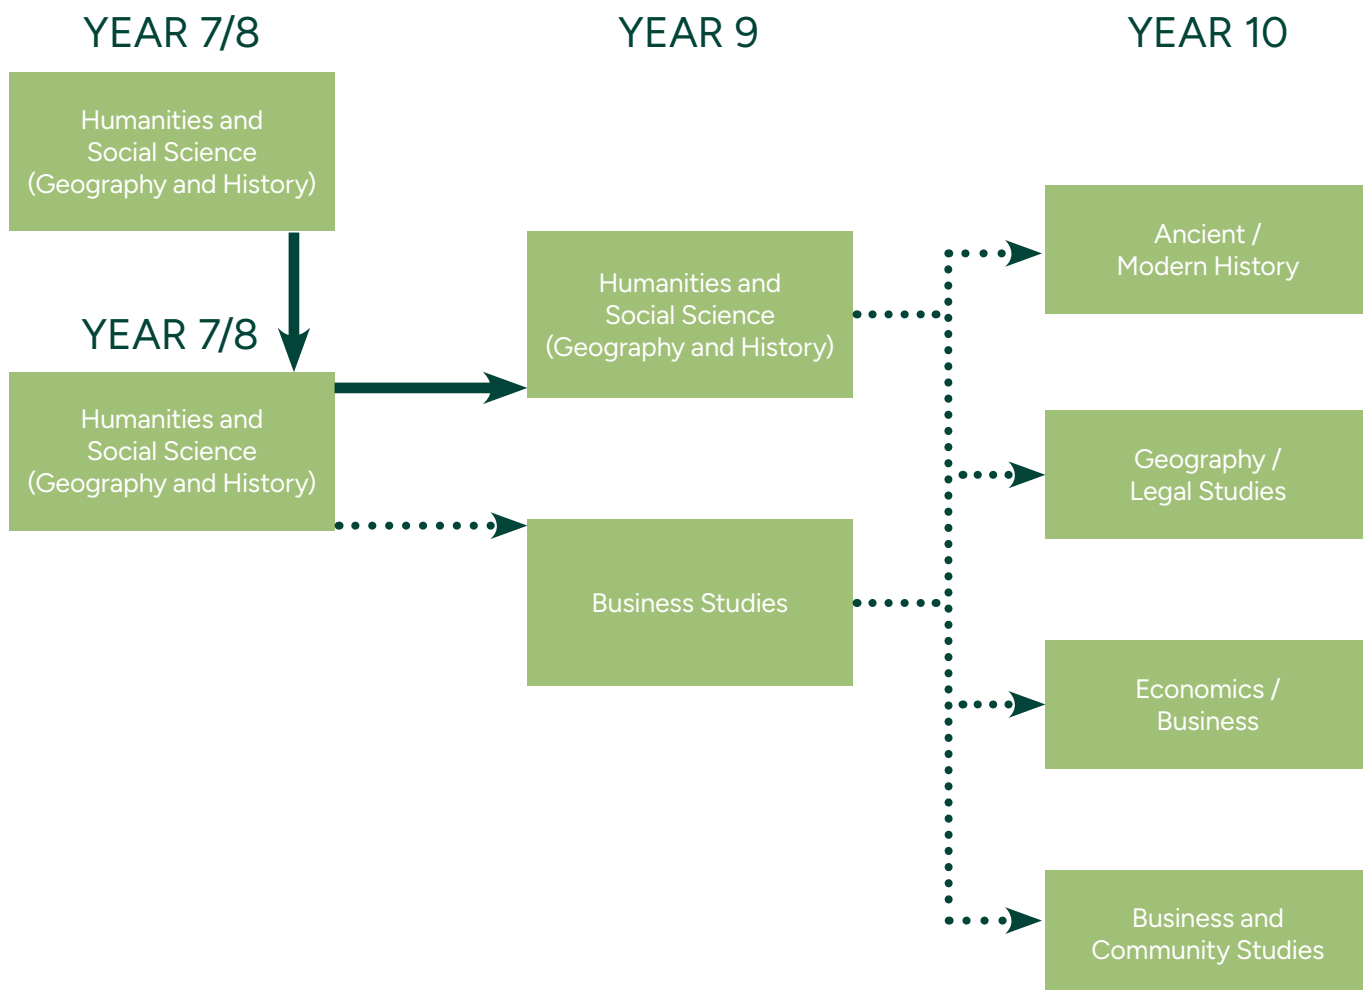 YEAR 7/8
Humanities and
Social Science
(Geography and History)
YEAR 7/8
Humanities and
Social Science
(Geography and History)
YEAR 9
Humanities and
Social Science
(Geography and History)
Business Studies
YEAR 10
Ancient /
Modern History
Geography /
Legal Studies
Economics /
Business
Business and
Community Studies